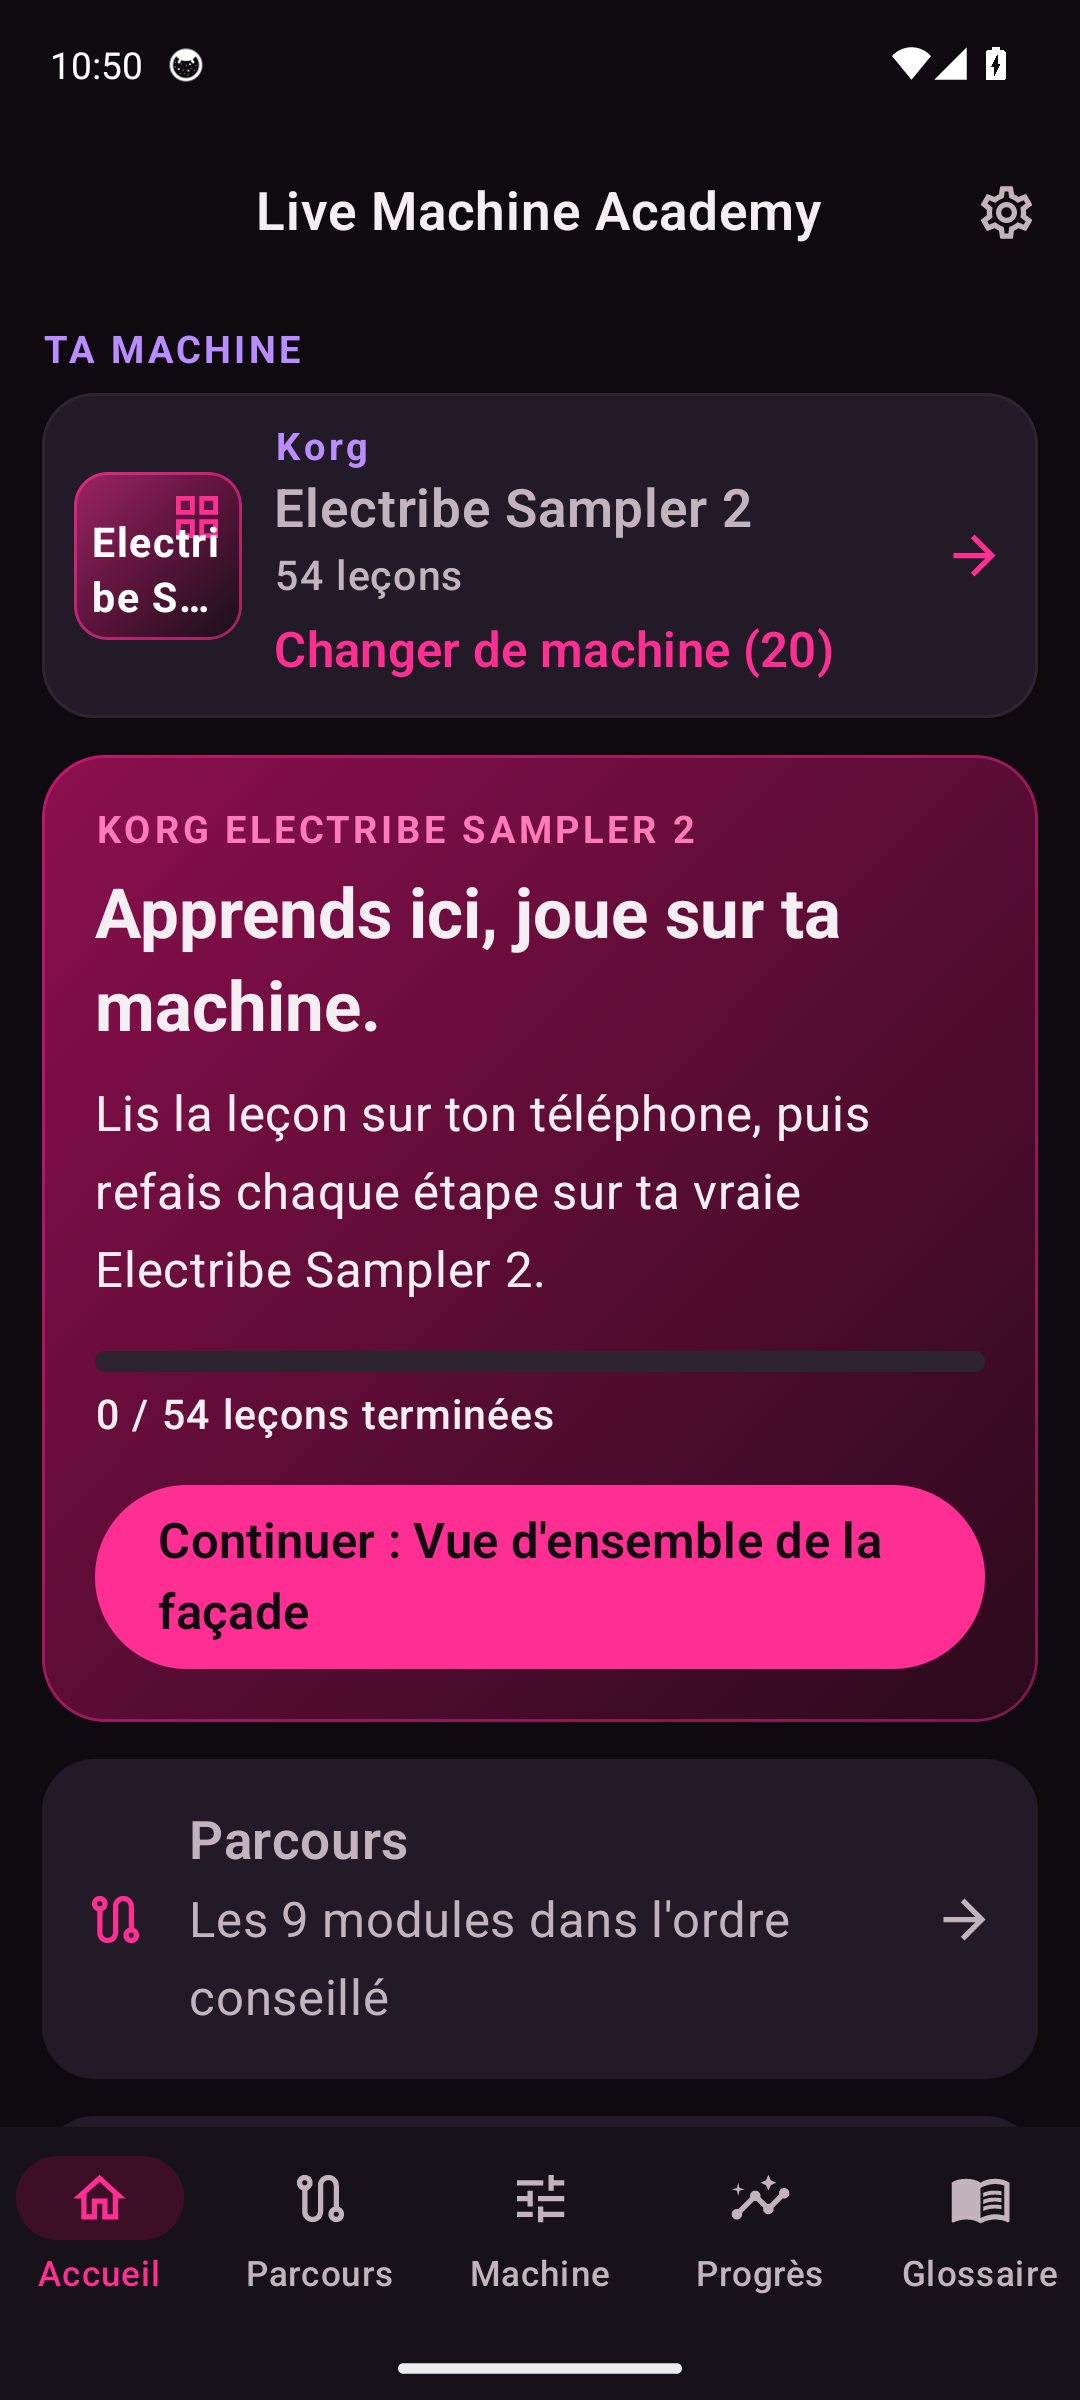 10:50
Live Machine Academy
TA MACHINE
Korg
Electribe Sampler 2
54 leçons
Changer de machine (20)
Electri
be S…
KORG ELECTRIBE SAMPLER 2
Apprends ici, joue sur ta
machine.
Lis la leçon sur ton téléphone, puis
refais chaque étape sur ta vraie
Electribe Sampler 2.
0 / 54 leçons terminées
Continuer : Vue d'ensemble de la
façade
Parcours
Les 9 modules dans l'ordre
conseillé
Accueil
Parcours
Machine
Progrès
Glossaire